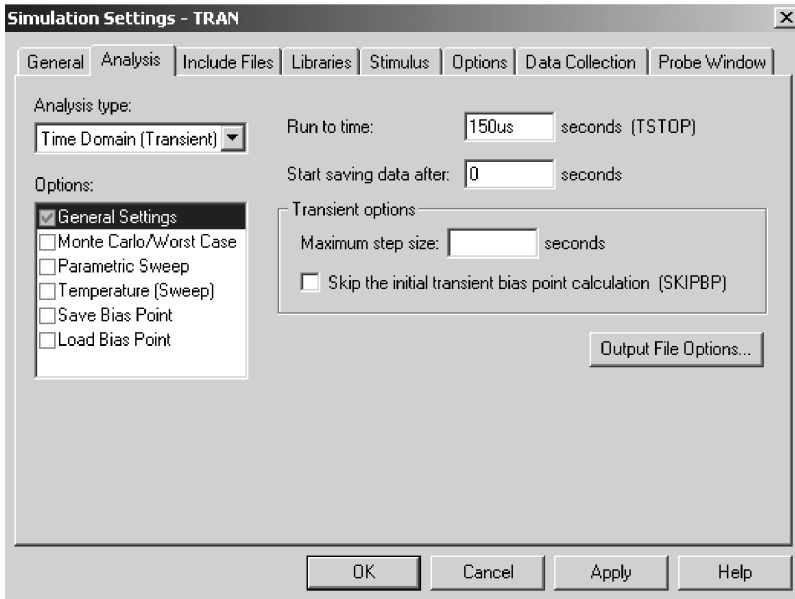 Simulation Settings - TRAN
General Analysis Include Files Libraries Stimulus Options Data Collection Probe Window
Analysis type:
Time Domain (Transient)
Options:
General Settings
Monte Carlo/Worst Case
Parametric Sweep
Temperature (Sweep)
Save Bias Point
Load Bias Point
Run to time: 150us seconds (TSTOP)
Start saving data after: 0 seconds
Transient options
Maximum step size: seconds
Skip the initial transient bias point calculation (SKIPBP)
Output File Options...
OK Cancel Apply Help